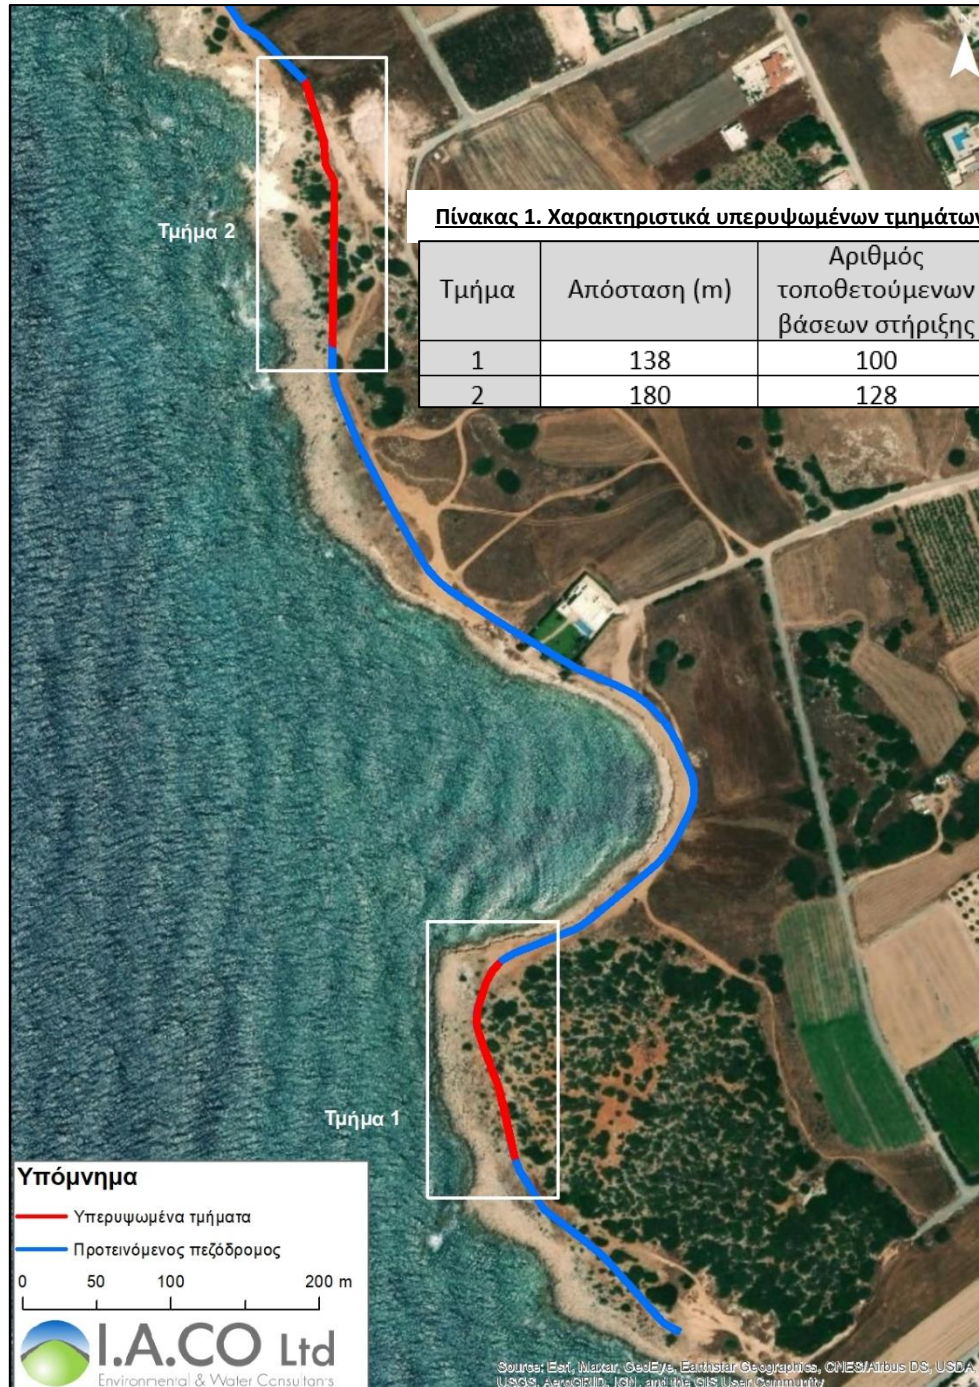 Τμήμα 2
Πίνακας 1. Χαρακτηριστικά υπερυψωμένων τμημάτων
Τμήμα
Απόσταση (m)
Αριθμός
τοποθετούμενων
βάσεων στήριξης
1 138 100
2 180 128
Τμήμα 1
Υπόμνημα
Υπερυψωμένα τμήματα
Προτεινόμενος πεζόδρομος
0 50 100 200 m
I.A.CO Ltd
Environmental & Water Consultants
Source: Esri, Maxar, GeoEye, Earthstar Geographics, CNES/Airbus DS, USDA,
USGS, AeroGRID, IGN, and the GIS User Community